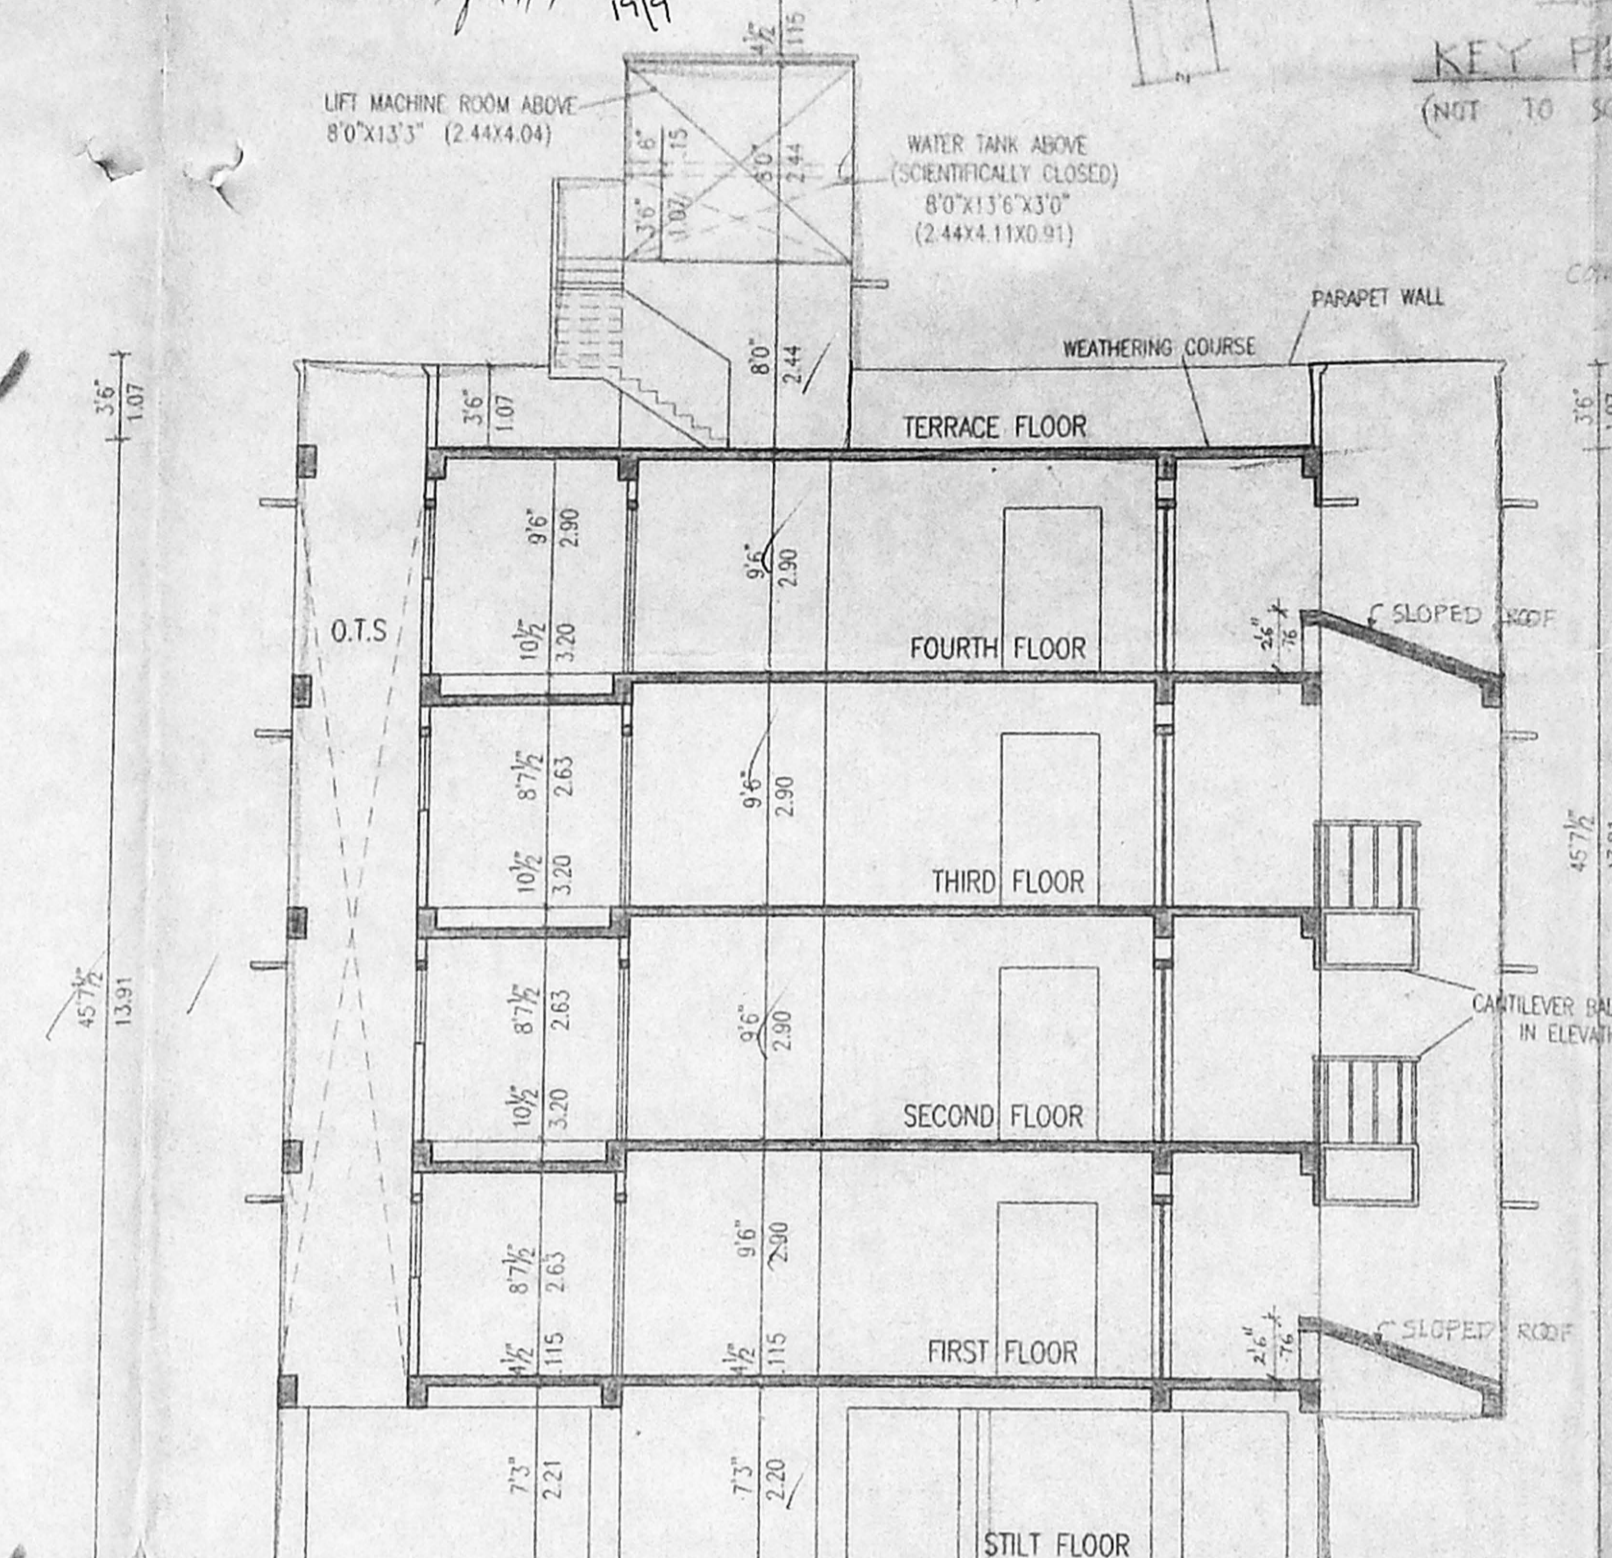 19/9
4½"
.115
Z
KEY
(NOT TO
LIFT MACHINE ROOM ABOVE
8'0"X13'3" (2.44X4.04)
6"
.15
3'6"
1.07
8'0"
2.44
WATER TANK ABOVE
(SCIENTIFICALLY CLOSED)
8'0"X13'6"X3'0"
(2.44X4.11X0.91)
PARAPET WALL
WEATHERING COURSE
8'0"
2.44
3'6"
1.07
3'6"
1.07
3'6"
TERRACE FLOOR
9'6"
2.90
9'6"
2.90
O.T.S
10½"
3.20
FOURTH FLOOR
2'6"
.76
SLOPED ROOF
8'7½"
2.63
9'6"
2.90
10½"
3.20
THIRD FLOOR
45'7½"
45'7½"
13.91
8'7½"
2.63
9'6"
2.90
CANTILEVER
IN
10½"
3.20
SECOND FLOOR
8'7½"
2.63
9'6"
2.90
4½"
.115
4½"
.115
FIRST FLOOR
2'6"
.76
SLOPED ROOF
7'3"
2.21
7'3"
2.20
STILT FLOOR